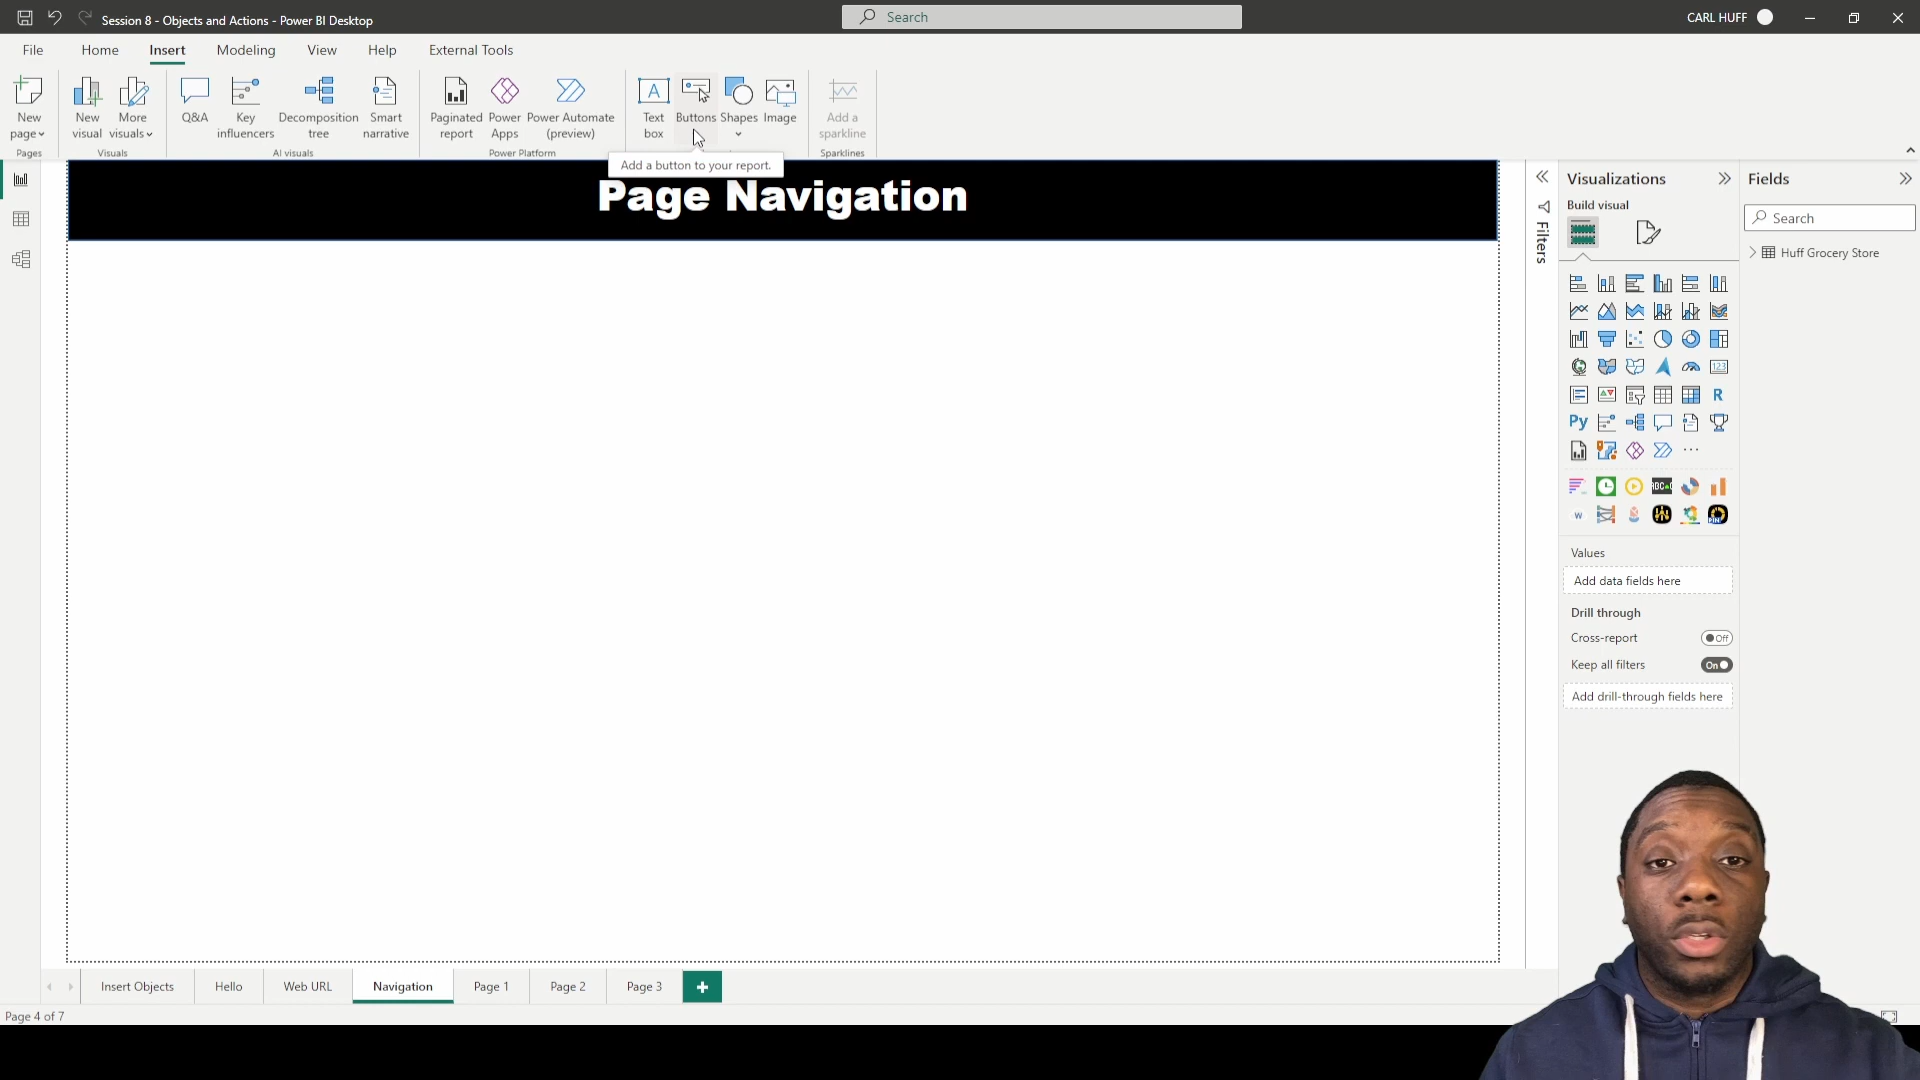 Session 8 - Objects and Actions - Power BI Desktop
Search
CARL HUFF
File
Home
Insert
Modeling
View
Help
External Tools
New page
New visual
More visuals
Q&A
Key influencers
Decomposition tree
Smart narrative
Paginated report
Power Apps
Power Automate (preview)
Text box
Buttons
Shapes
Image
Add a sparkline
Pages
Visuals
AI visuals
Power Platform
Sparklines
Add a button to your report.
Page Navigation
Filters
Visualizations
Build visual
Values
Add data fields here
Drill through
Cross-report
Off
Keep all filters
On
Add drill-through fields here
Fields
Search
Huff Grocery Store
Insert Objects
Hello
Web URL
Navigation
Page 1
Page 2
Page 3
Page 4 of 7